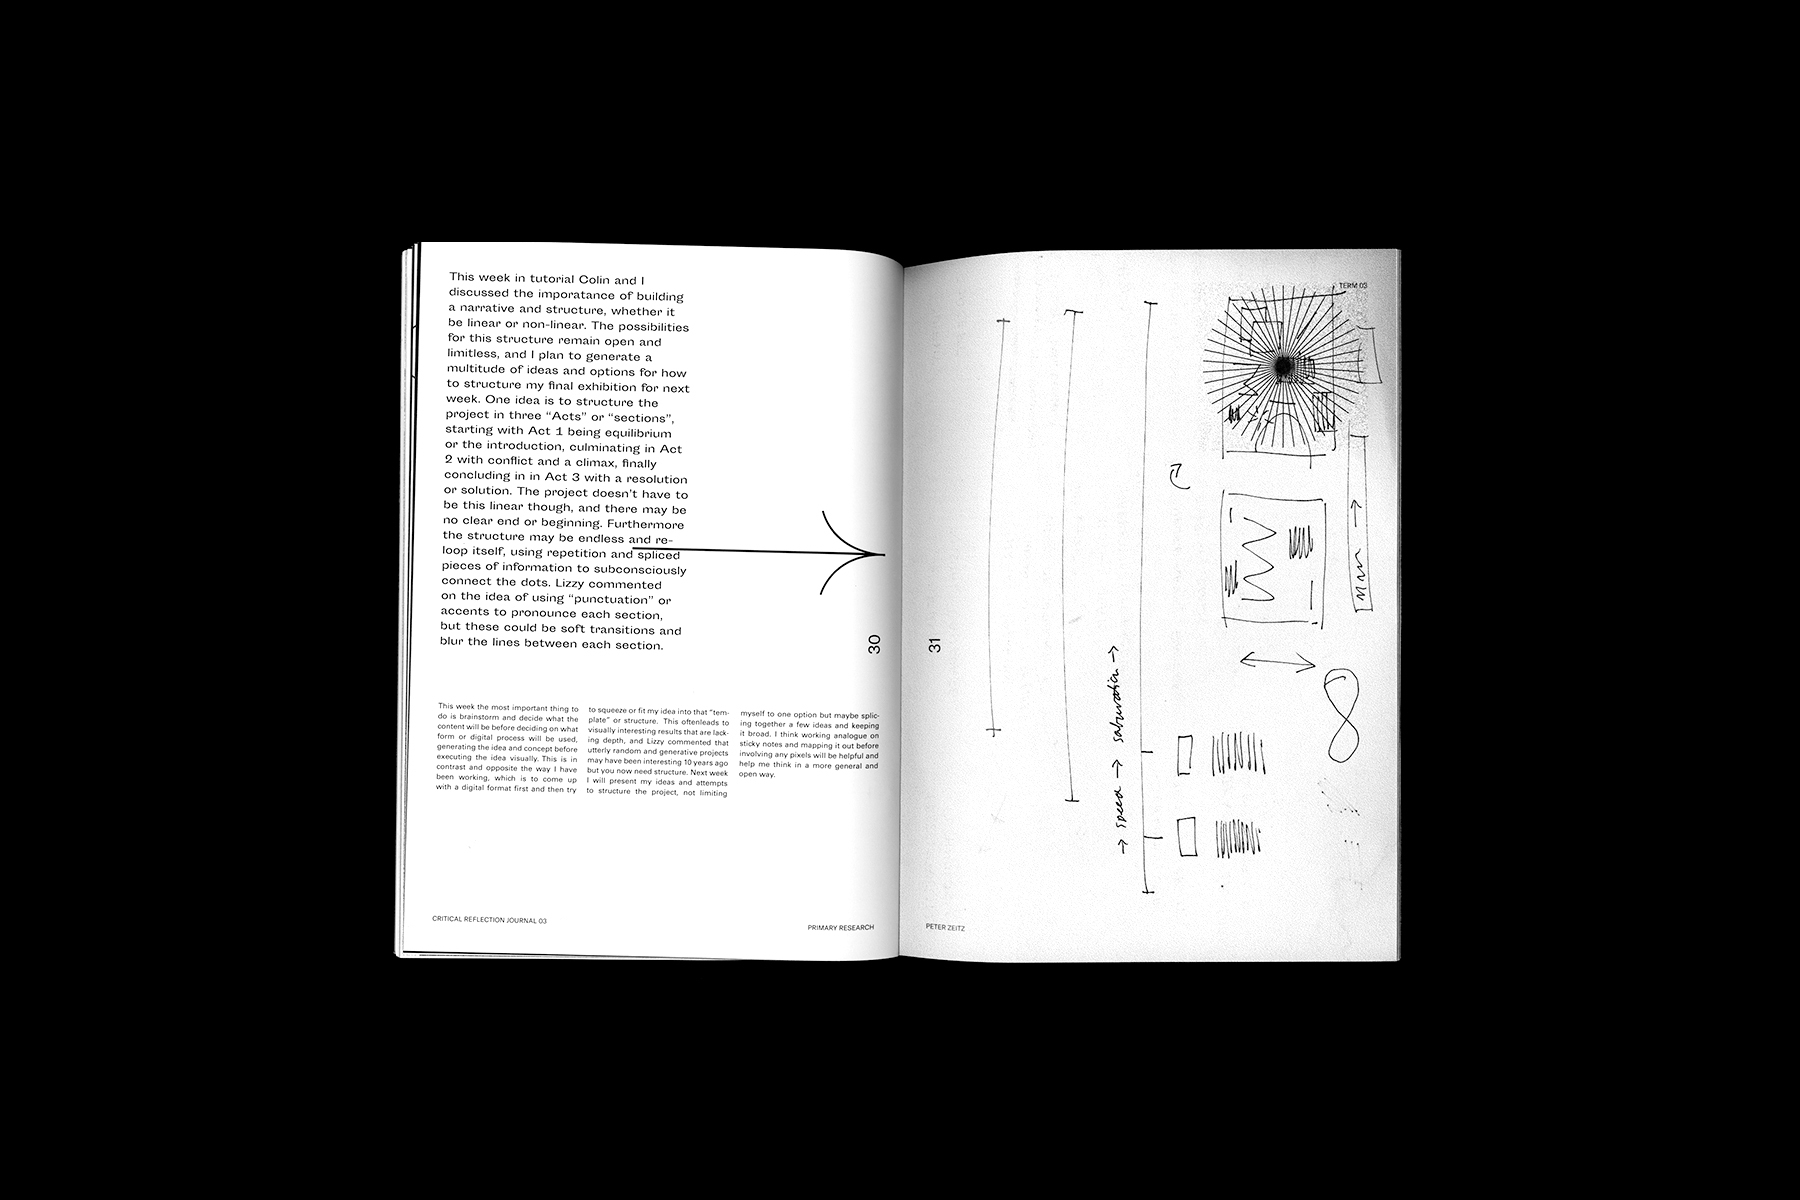 This week in tutorial Colin and I
discussed the imporatance of building
a narrative and structure, whether it
be linear or non-linear. The possibilities
for this structure remain open and
limitless, and I plan to generate a
multitude of ideas and options for how
to structure my final exhibition for next
week. One idea is to structure the
project in three “Acts” or “sections”,
starting with Act 1 being equilibrium
or the introduction, culminating in Act
2 with conflict and a climax, finally
concluding in in Act 3 with a resolution
or solution. The project doesn't have to
be this linear though, and there may be
no clear end or beginning. Furthermore
the structure may be endless and re-
loop itself, using repetition and spliced
pieces of information to subconsciously
connect the dots. Lizzy commented
on the idea of using “punctuation” or
accents to pronounce each section,
but these could be soft transitions and
blur the lines between each section.
This week the most important thing to
do is brainstorm and decide what the
content will be before deciding on what
form or digital process will be used,
generating the idea and concept before
executing the idea visually. This is in
contrast and opposite the way I have
been working, which is to come up
with a digital format first and then try
to squeeze or fit my idea into that “tem-
plate” or structure. This oftenleads to
visually interesting results that are lack-
ing depth, and Lizzy commented that
utterly random and generative projects
may have been interesting 10 years ago
but you now need structure. Next week
I will present my ideas and attempts
to structure the project, not limiting
myself to one option but maybe splic-
ing together a few ideas and keeping
it broad. I think working analogue on
sticky notes and mapping it out before
involving any pixels will be helpful and
help me think in a more general and
open way.
30
CRITICAL REFLECTION JOURNAL 03
PRIMARY RESEARCH
TERM 03
31
→ speed → saturation →
PETER ZEITZ